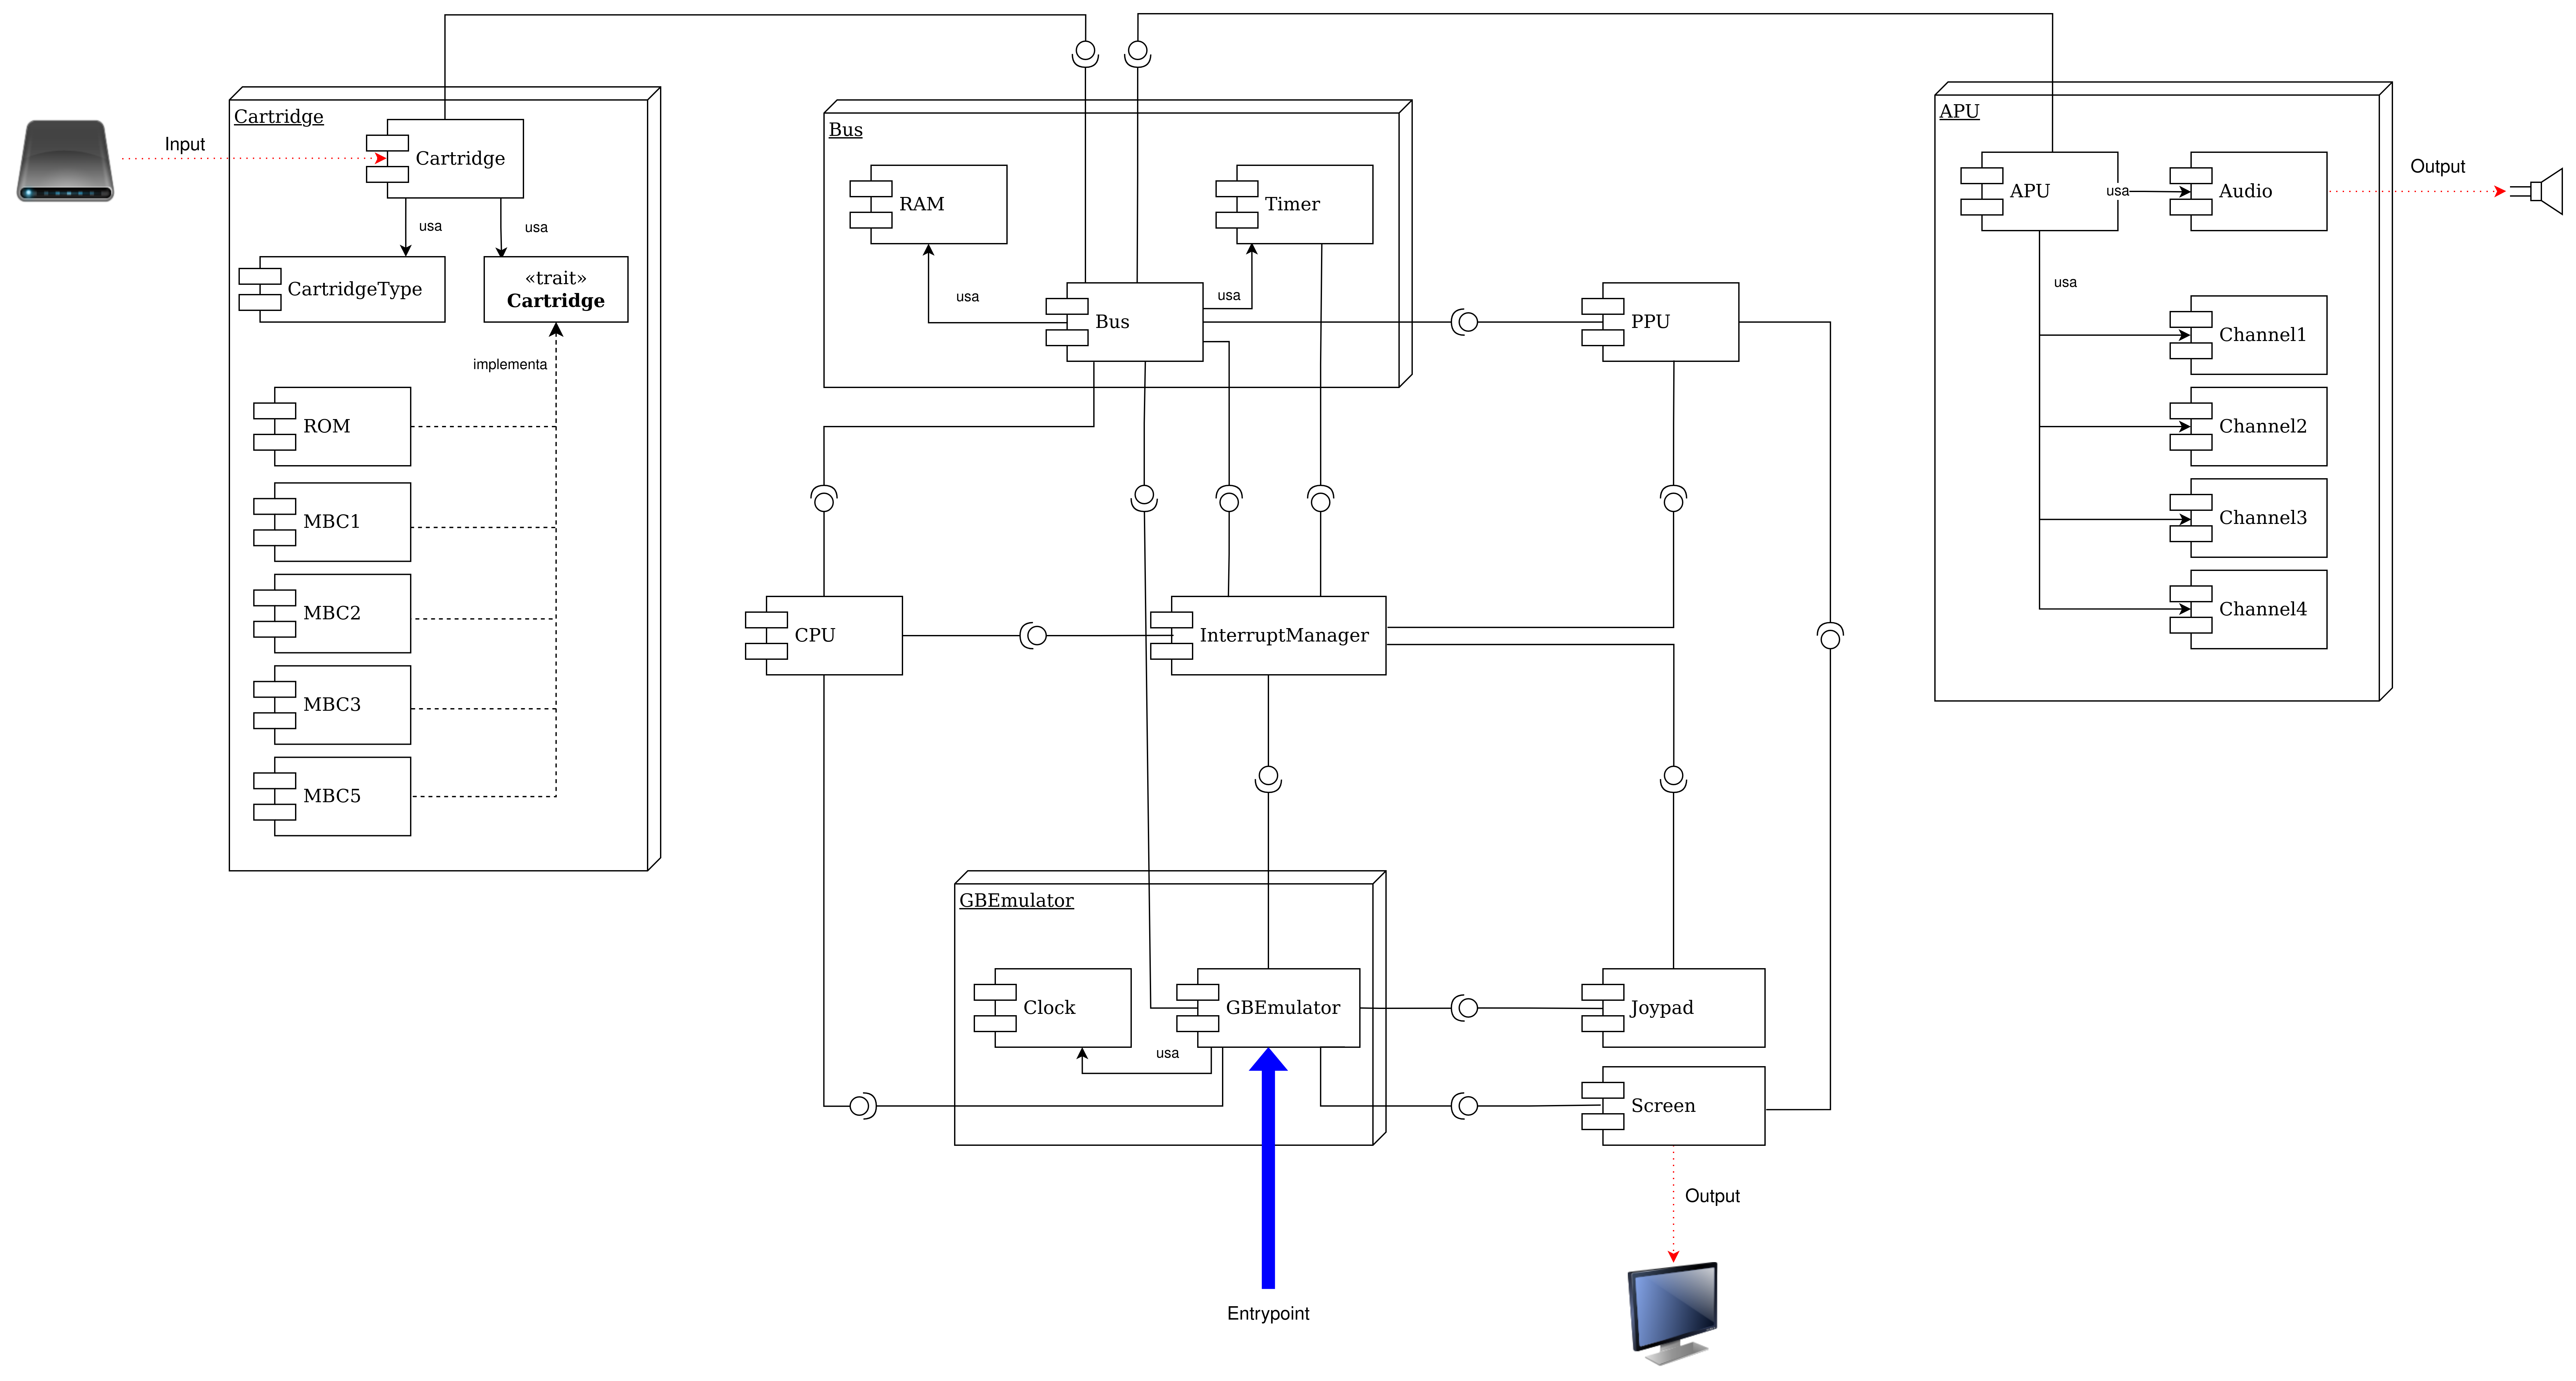 Input
Cartridge
Cartridge
usa
usa
CartridgeType
«trait»
Cartridge
implementa
ROM
MBC1
MBC2
MBC3
MBC5
Bus
RAM
Timer
usa
usa
Bus
PPU
CPU
InterruptManager
GBEmulator
Clock
GBEmulator
usa
Joypad
Screen
Output
Entrypoint
APU
APU
usa
Audio
Output
usa
Channel1
Channel2
Channel3
Channel4